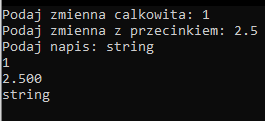 Podaj zmienna calkowita: 1
Podaj zmienna z przecinkiem: 2.5
Podaj napis: string
1
2.500
string